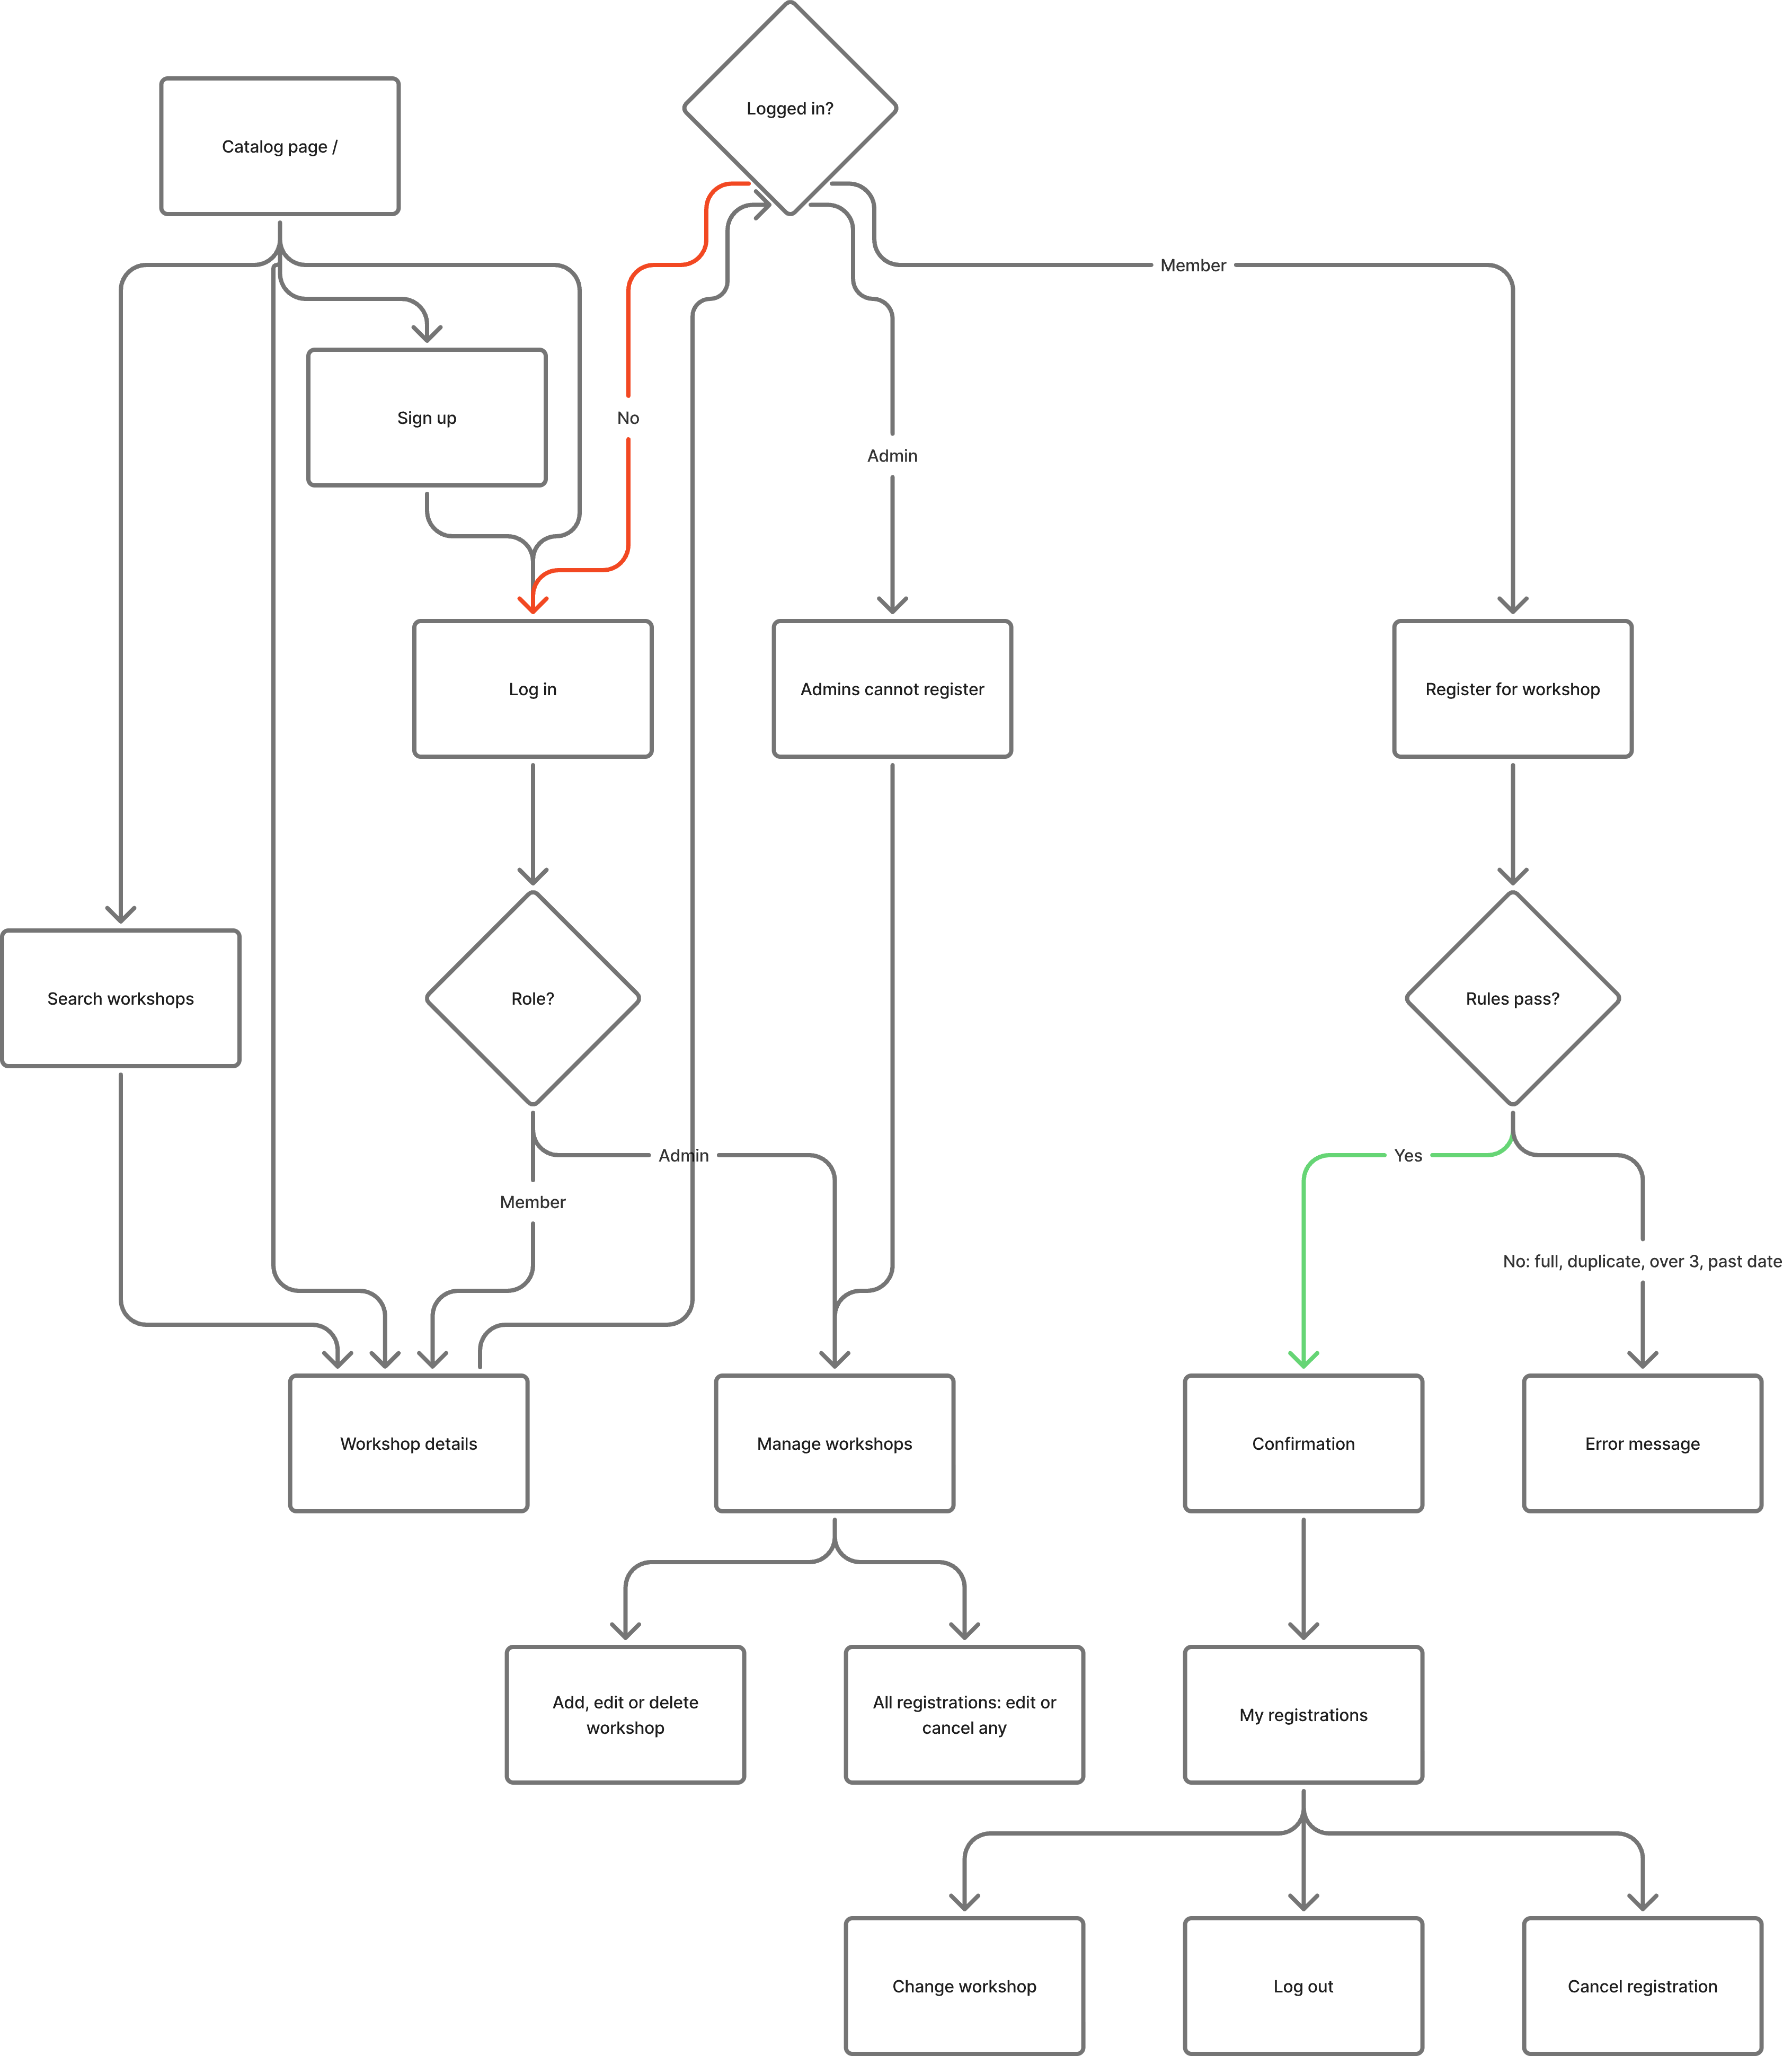 Logged in?
Catalog page /
Member
Sign up
No
Admin
Log in
Admins cannot register
Register for workshop
Search workshops
Role?
Rules pass?
Admin
Yes
Member
No: full, duplicate, over 3, past date
Workshop details
Manage workshops
Confirmation
Error message
Add, edit or delete
workshop
All registrations: edit or
cancel any
My registrations
Change workshop
Log out
Cancel registration